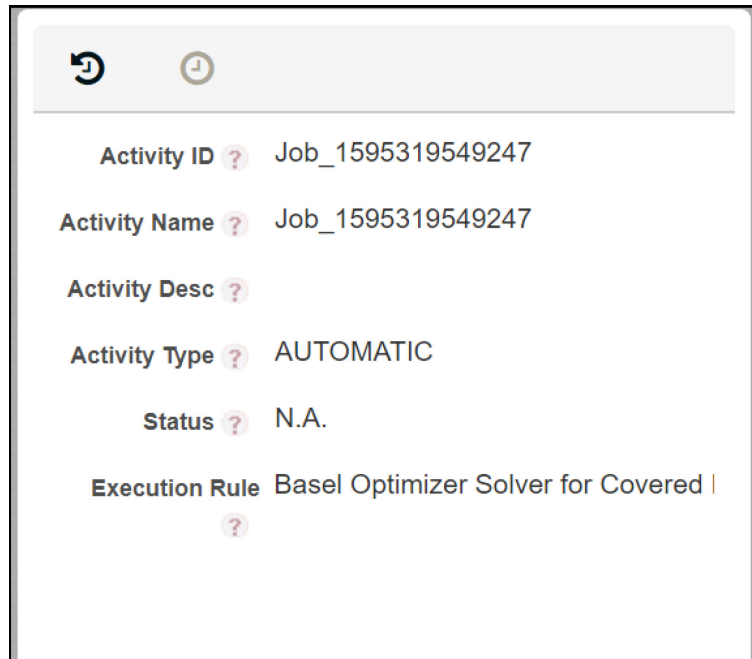 Activity ID ? Job_1595319549247
Activity Name ? Job_1595319549247
Activity Desc ?
Activity Type ? AUTOMATIC
Status ? N.A.
Execution Rule Basel Optimizer Solver for Covered
?